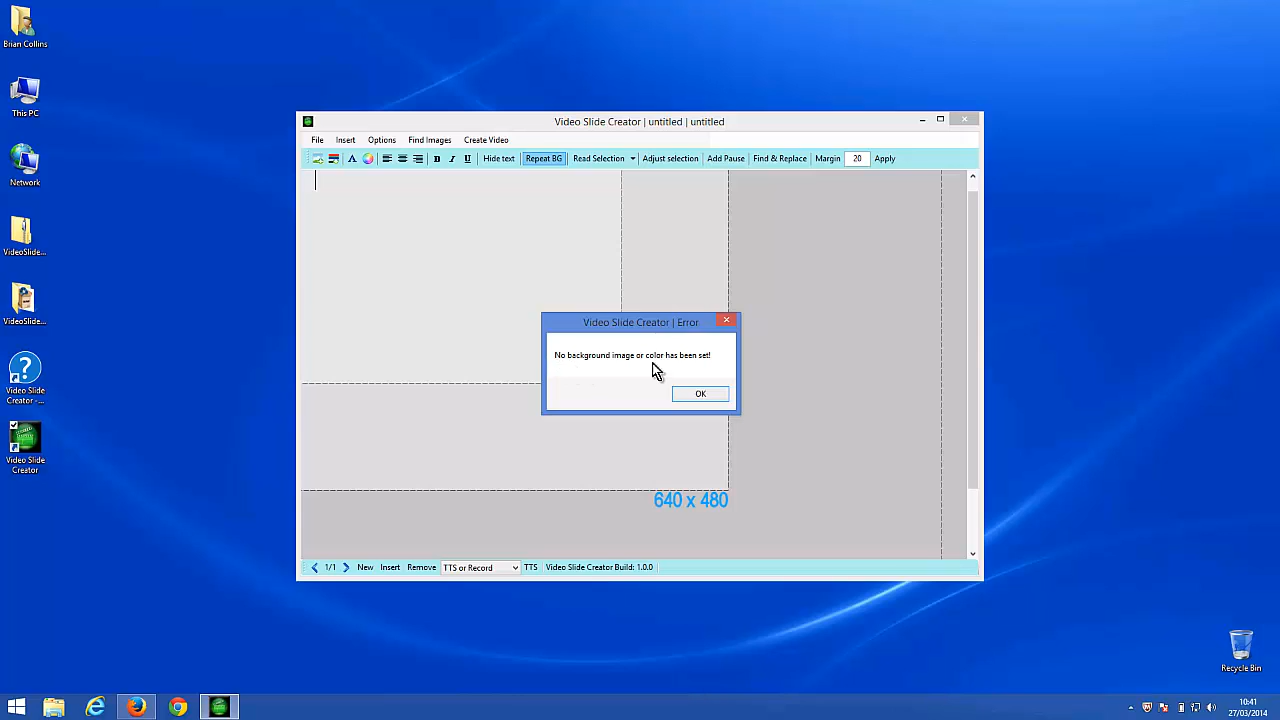 Brian Collins
This PC
Network
VideoSlide...
VideoSlide...
Video Slide
Creator -...
Video Slide
Creator
Video Slide Creator | untitled | untitled
File Insert Options Find Images Create Video
A B I U Hide text Repeat BG Read Selection Adjust selection Add Pause Find & Replace Margin 20 Apply
Video Slide Creator | Error
No background image or color has been set!
OK
640 x 480
1/1 New Insert Remove TTS or Record TTS Video Slide Creator Build: 1.0.0
Recycle Bin
10:41
27/03/2014